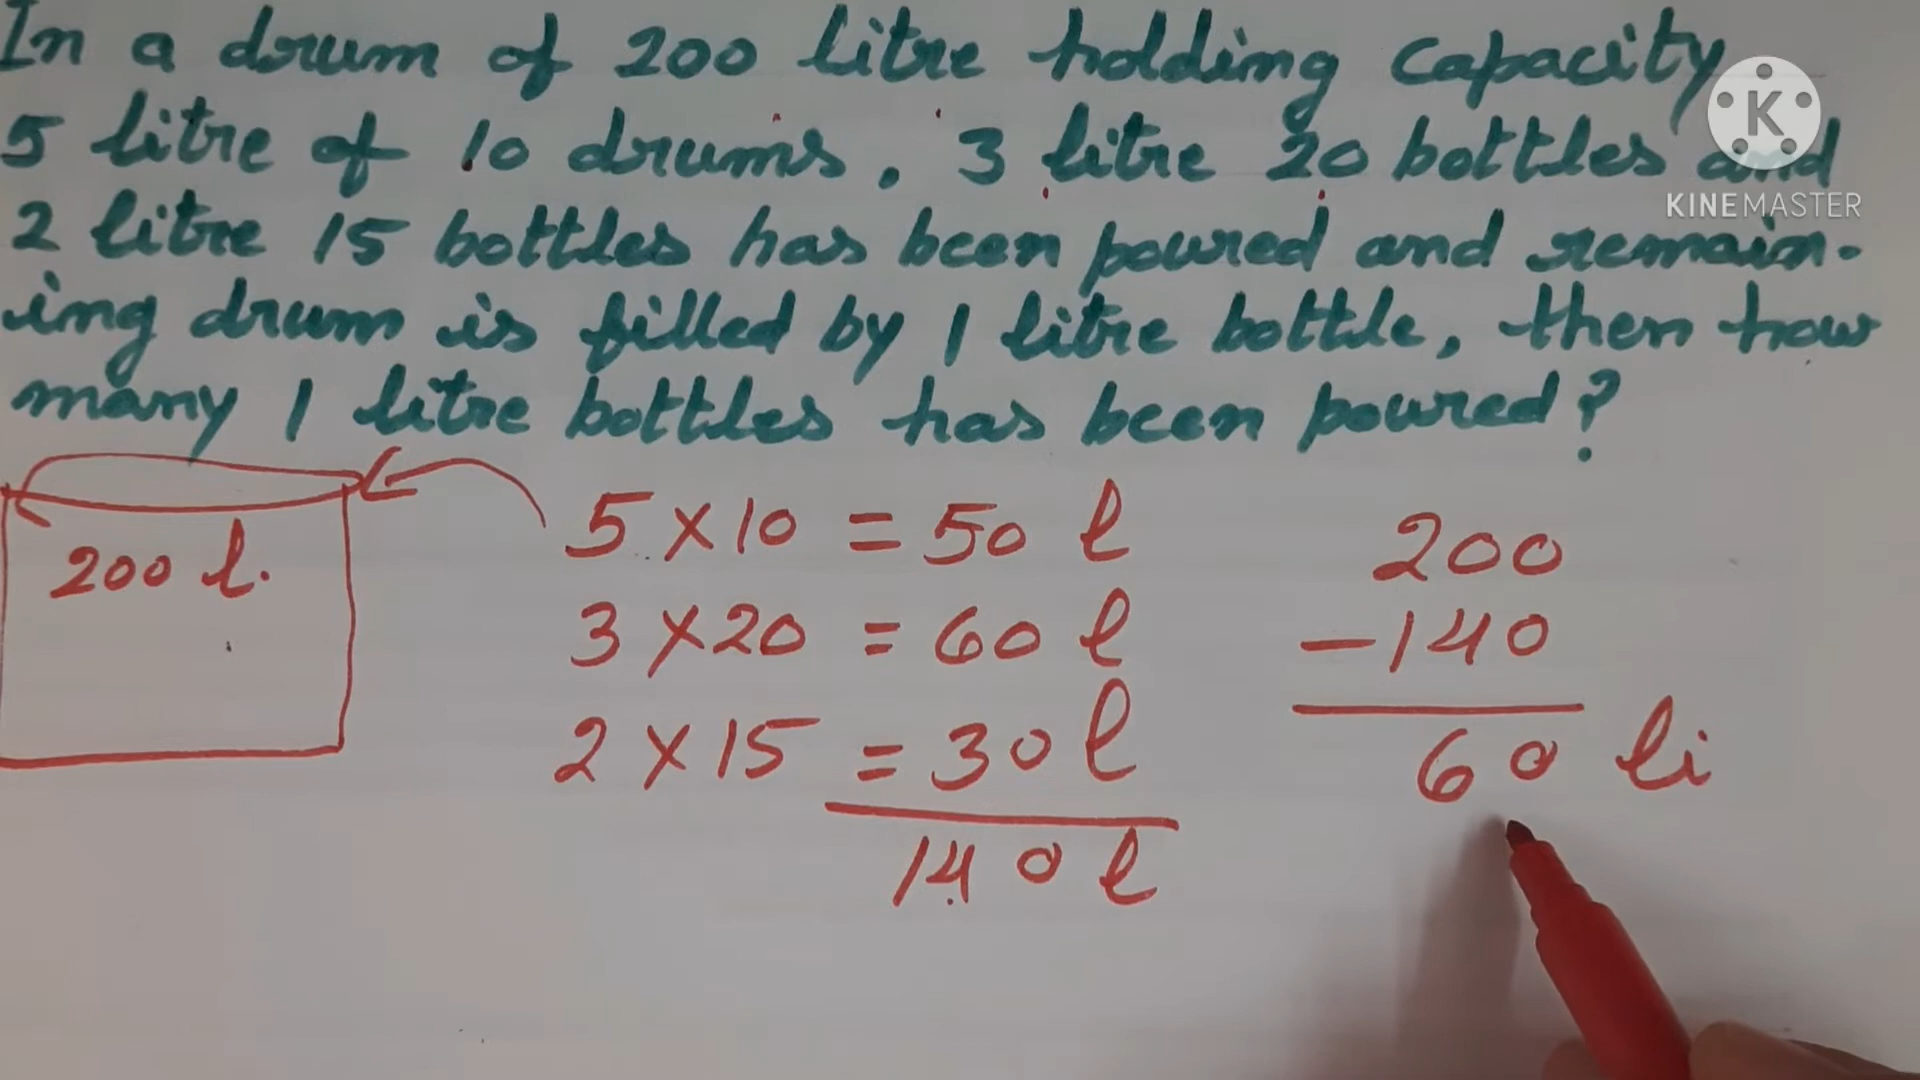 In a drum of 200 litre holding capacity
5 litre of 10 drums, 3 litre 20 bottles and
2 litre 15 bottles has been poured and remain-
ing drum is filled by 1 litre bottle, then how
many 1 litre bottles has been poured?
K
KINEMASTER
200 l.
5 × 10 = 50 l
3 × 20 = 60 l
2 × 15 = 30 l
140 l
200
- 140
60 li